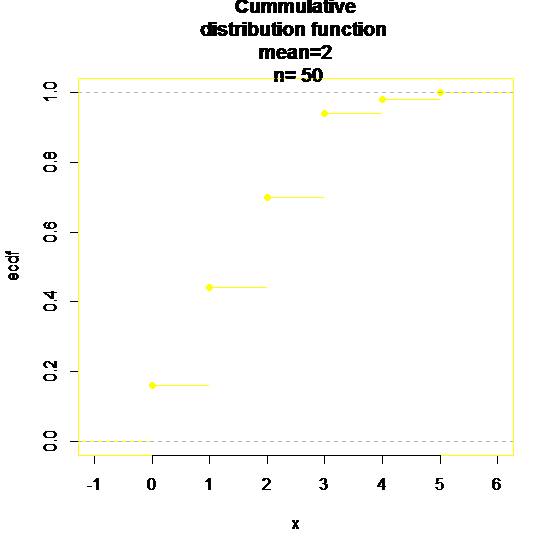 Cummulative
distribution function
mean=2
n= 50
ecdf
1.0
0.8
0.6
0.4
0.2
0.0
-1 0 1 2 3 4 5 6
x